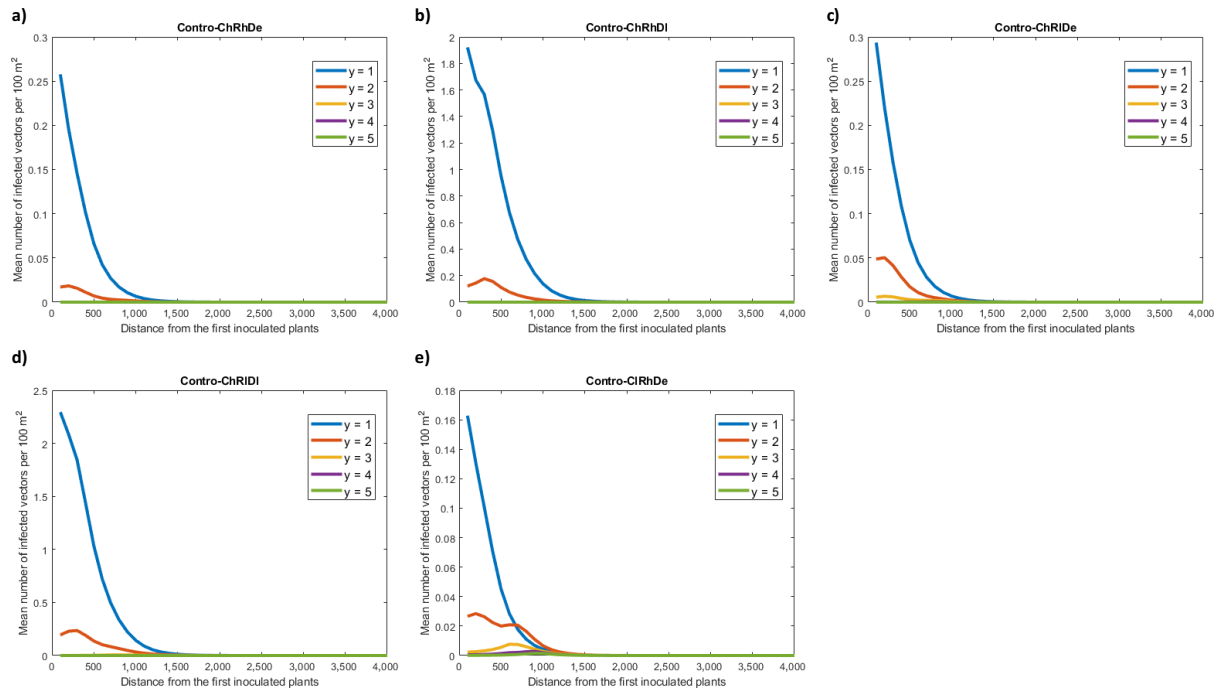 a)
Contro-ChRhDe
Mean number of infected vectors per 100 m²
0.3
0.25
0.2
0.15
0.1
0.05
0
y = 1
y = 2
y = 3
y = 4
y = 5
0 500 1,000 1,500 2,000 2,500 3,000 3,500 4,000
Distance from the first inoculated plants
b)
Contro-ChRhDl
Mean number of infected vectors per 100 m²
2
1.8
1.6
1.4
1.2
1
0.8
0.6
0.4
0.2
0
y = 1
y = 2
y = 3
y = 4
y = 5
0 500 1,000 1,500 2,000 2,500 3,000 3,500 4,000
Distance from the first inoculated plants
c)
Contro-ChRlDe
Mean number of infected vectors per 100 m²
0.3
0.25
0.2
0.15
0.1
0.05
0
y = 1
y = 2
y = 3
y = 4
y = 5
0 500 1,000 1,500 2,000 2,500 3,000 3,500 4,000
Distance from the first inoculated plants
d)
Contro-ChRlDl
Mean number of infected vectors per 100 m²
2.5
2
1.5
1
0.5
0
y = 1
y = 2
y = 3
y = 4
y = 5
0 500 1,000 1,500 2,000 2,500 3,000 3,500 4,000
Distance from the first inoculated plants
e)
Contro-ClRhDe
Mean number of infected vectors per 100 m²
0.18
0.16
0.14
0.12
0.1
0.08
0.06
0.04
0.02
0
y = 1
y = 2
y = 3
y = 4
y = 5
0 500 1,000 1,500 2,000 2,500 3,000 3,500 4,000
Distance from the first inoculated plants